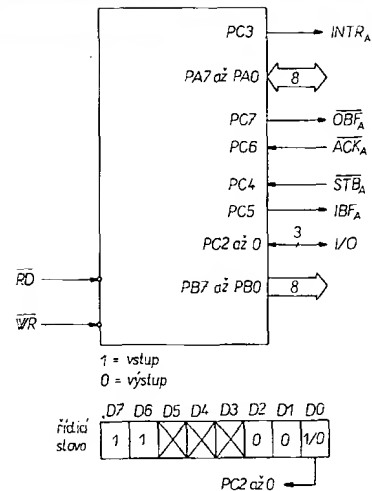 PC3 INTR_A
PA7 až PA0 8
PC7 OBF_A
PC6 ACK_A
PC4 STB_A
PC5 IBF_A
3
PC2 až 0 I/O
RD
PB7 až PB0 8
WR
1 = vstup
0 = výstup
D7 D6 D5 D4 D3 D2 D1 D0
řídicí
slovo
1 1 0 0 1/0
PC2 až 0